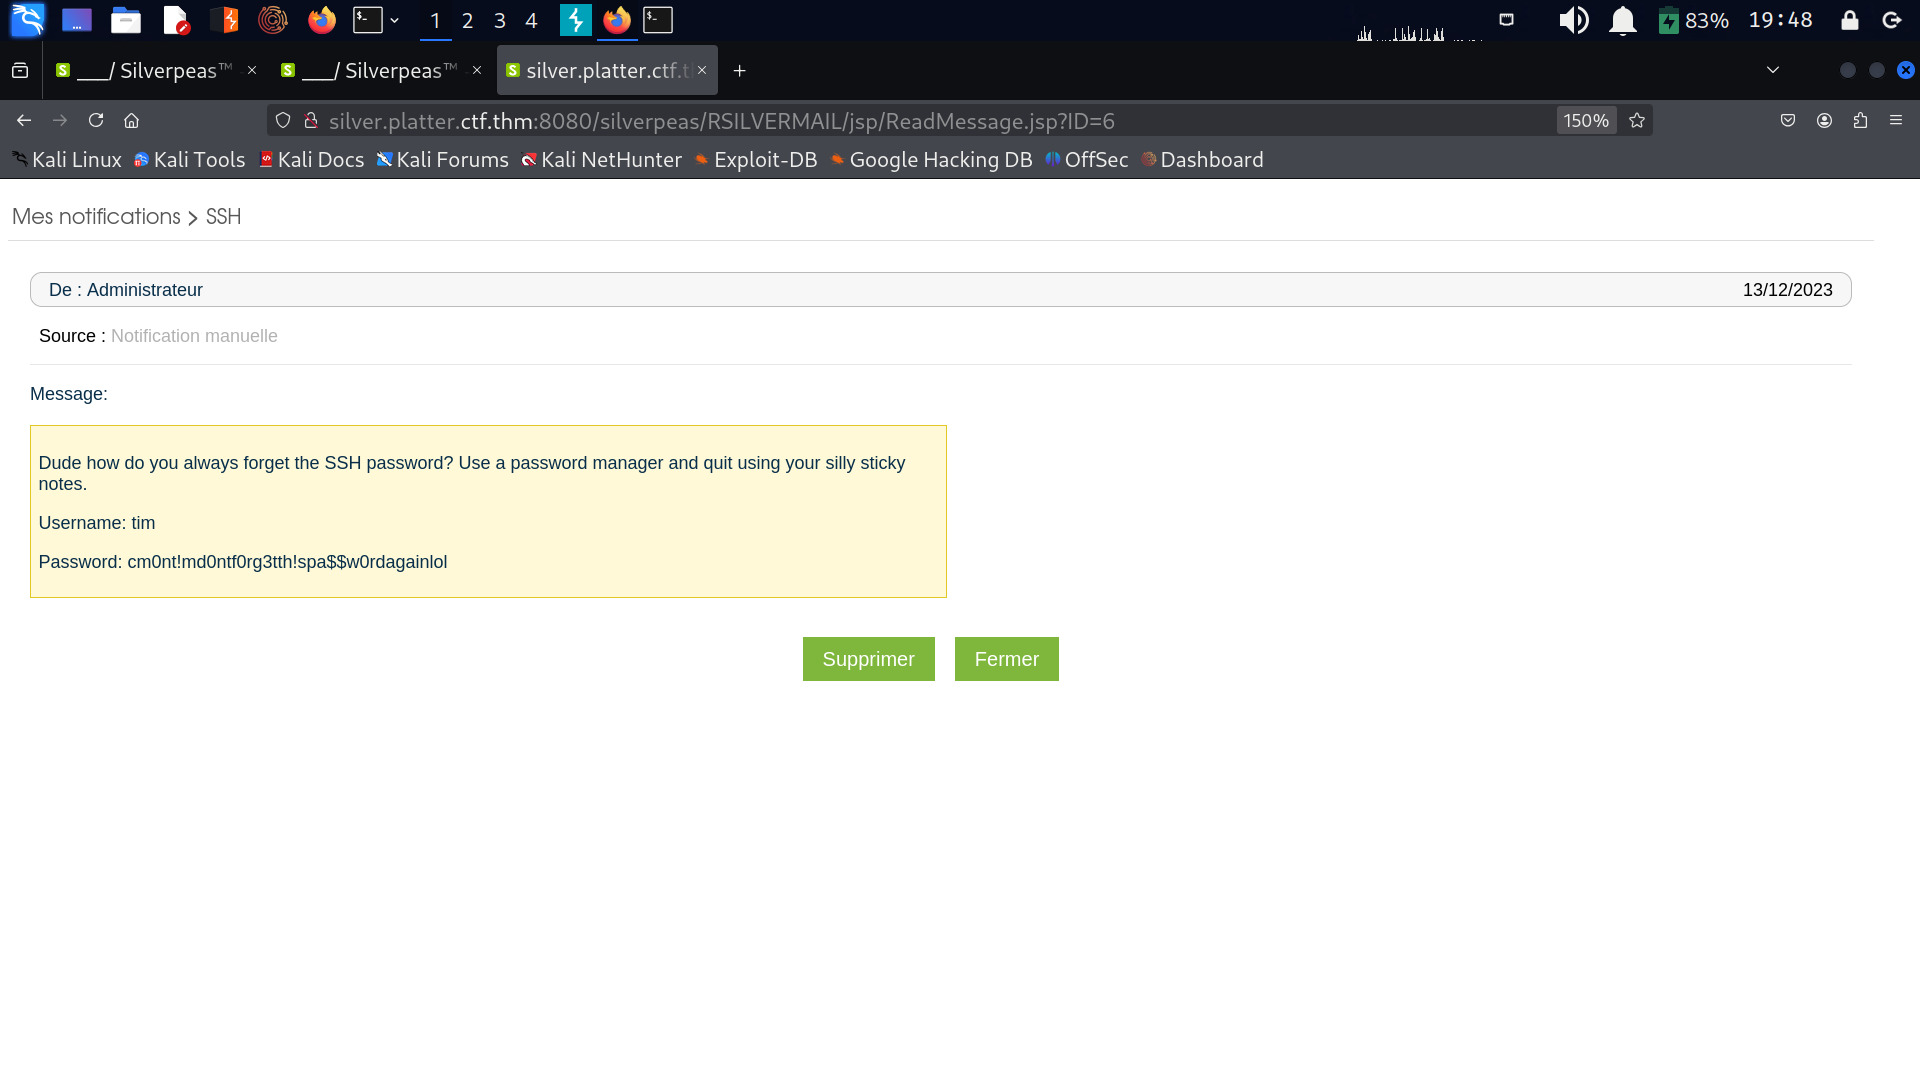 1 2 3 4
83% 19:48
___/ Silverpeas™
___/ Silverpeas™
silver.platter.ctf.t
silver.platter.ctf.thm:8080/silverpeas/RSILVERMAIL/jsp/ReadMessage.jsp?ID=6
150%
Kali Linux Kali Tools Kali Docs Kali Forums Kali NetHunter Exploit-DB Google Hacking DB OffSec Dashboard
Mes notifications > SSH
De : Administrateur 13/12/2023
Source : Notification manuelle
Message:
Dude how do you always forget the SSH password? Use a password manager and quit using your silly sticky
notes.
Username: tim
Password: cm0nt!md0ntf0rg3tth!spa$$w0rdagainlol
Supprimer Fermer